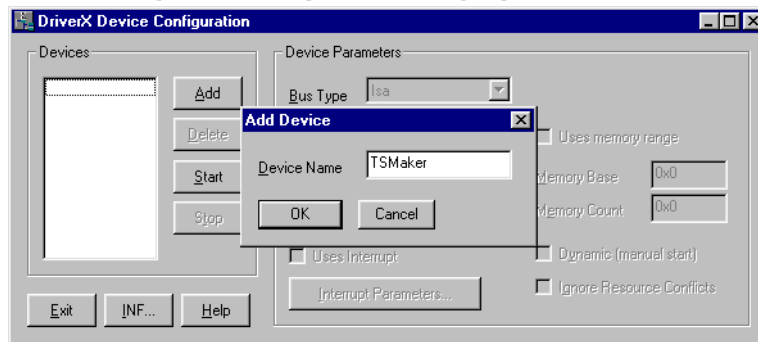 DriverX Device Configuration
Devices
Add
Delete
Start
Stop
Exit
INF...
Help
Device Parameters
Bus Type
Isa
Add Device
Device Name
TSMaker
OK
Cancel
Uses memory range
Memory Base
0x0
Memory Count
0x0
Uses Interrupt
Dynamic (manual start)
Interrupt Parameters...
Ignore Resource Conflicts